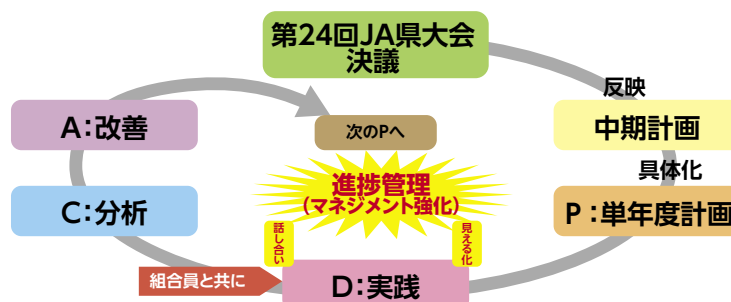 第24回JA県大会
決議
反映
A:改善
中期計画
次のPへ
具体化
進捗管理
(マネジメント強化)
C:分析
P:単年度計画
話し合い
見える化
組合員と共に
D:実践